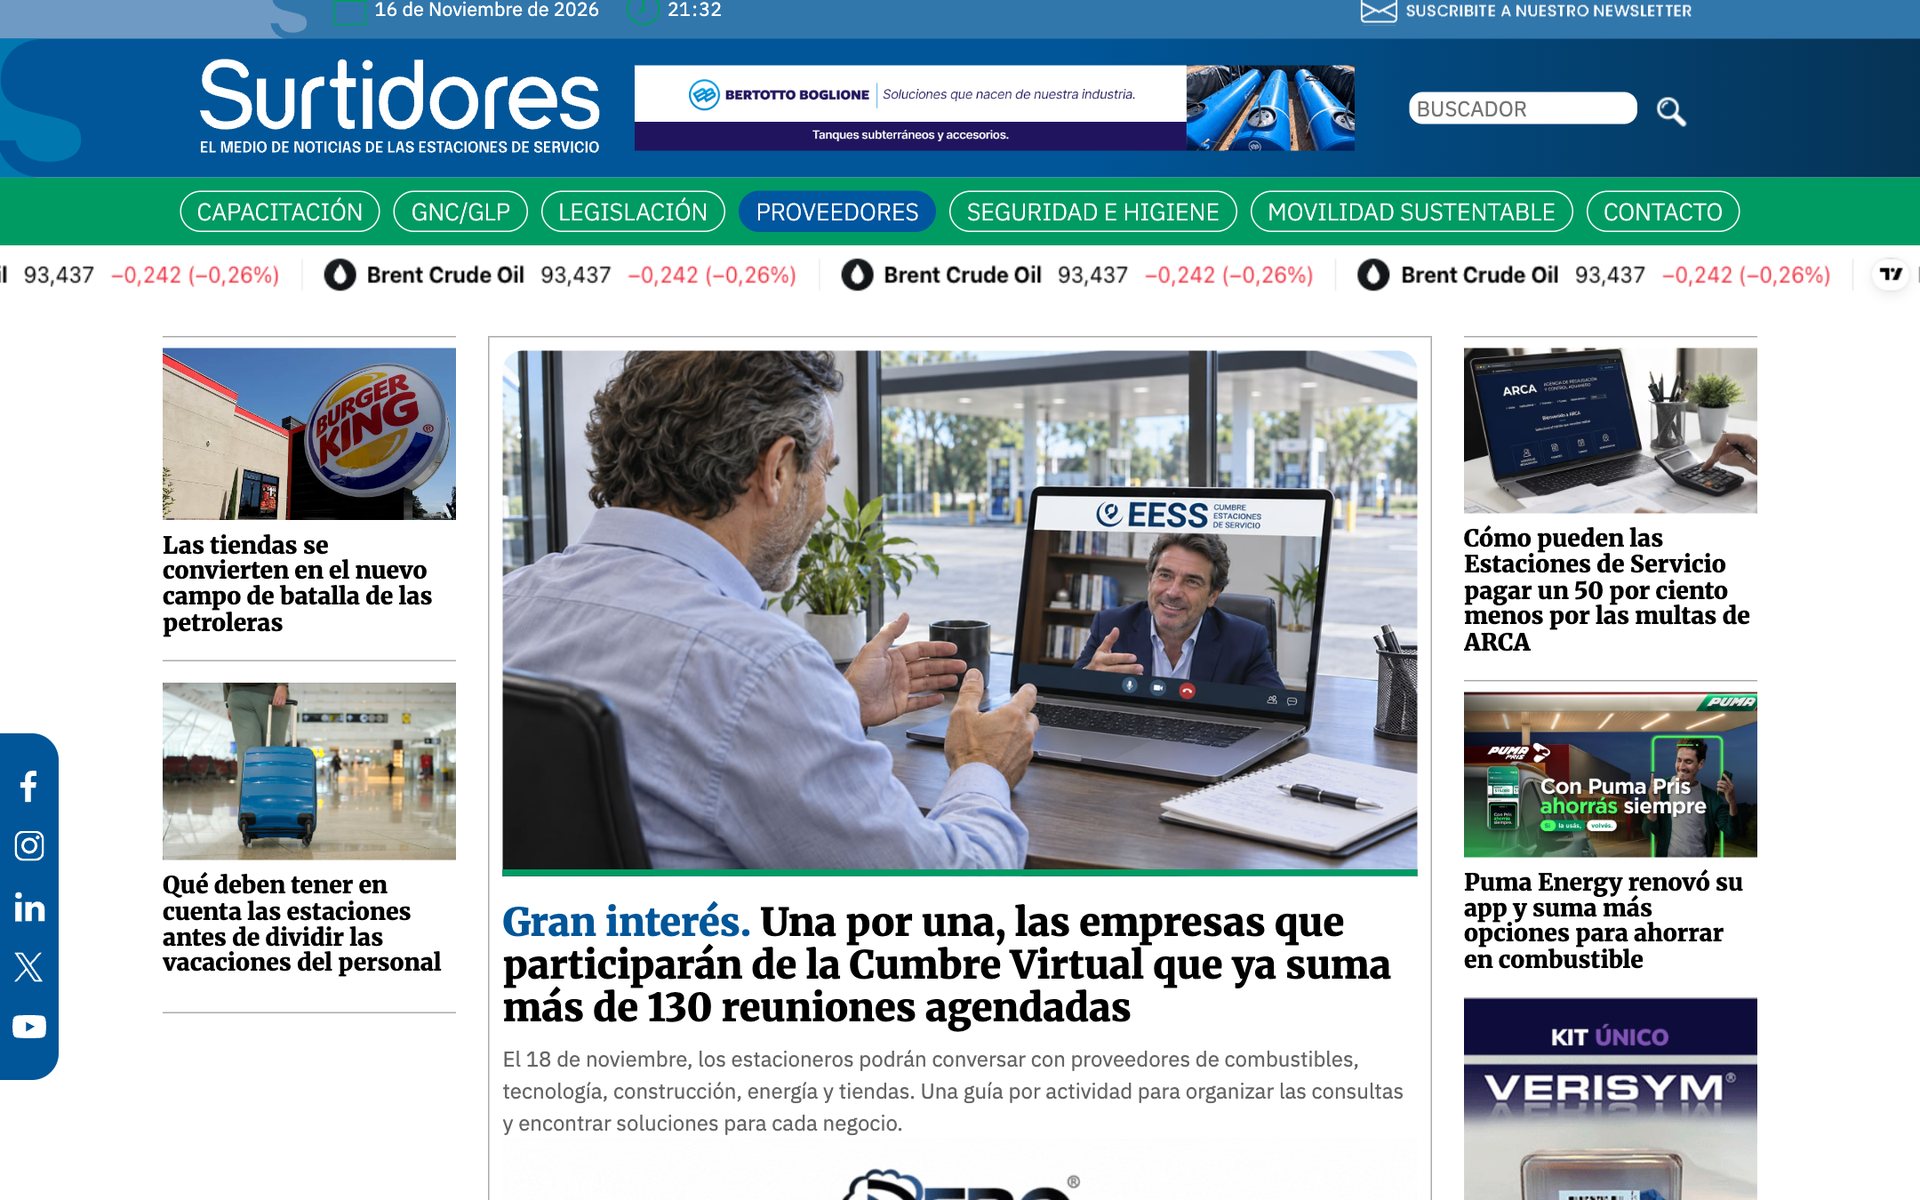 16 de Noviembre de 2026
21:32
SUSCRIBITE A NUESTRO NEWSLETTER
Surtidores
EL MEDIO DE NOTICIAS DE LAS ESTACIONES DE SERVICIO
BERTOTTO BOGLIONE
Soluciones que nacen de nuestra industria.
Tanques subterráneos y accesorios.
BUSCADOR
CAPACITACIÓN
GNC/GLP
LEGISLACIÓN
PROVEEDORES
SEGURIDAD E HIGIENE
MOVILIDAD SUSTENTABLE
CONTACTO
93,437 −0,242 (−0,26%)
Brent Crude Oil 93,437 −0,242 (−0,26%)
Brent Crude Oil 93,437 −0,242 (−0,26%)
Brent Crude Oil 93,437 −0,242 (−0,26%)
BURGER
KING
Las tiendas se
convierten en el nuevo
campo de batalla de las
petroleras
Qué deben tener en
cuenta las estaciones
antes de dividir las
vacaciones del personal
EESS
CUMBRE
ESTACIONES
DE SERVICIO
Gran interés. Una por una, las empresas que
participarán de la Cumbre Virtual que ya suma
más de 130 reuniones agendadas
El 18 de noviembre, los estacioneros podrán conversar con proveedores de combustibles,
tecnología, construcción, energía y tiendas. Una guía por actividad para organizar las consultas
y encontrar soluciones para cada negocio.
ARCA
Cómo pueden las
Estaciones de Servicio
pagar un 50 por ciento
menos por las multas de
ARCA
PUMA
PUMA
PRIS
Con Puma Pris
ahorrás siempre
Si la usás, volvés.
Puma Energy renovó su
app y suma más
opciones para ahorrar
en combustible
KIT ÚNICO
VERISYM®